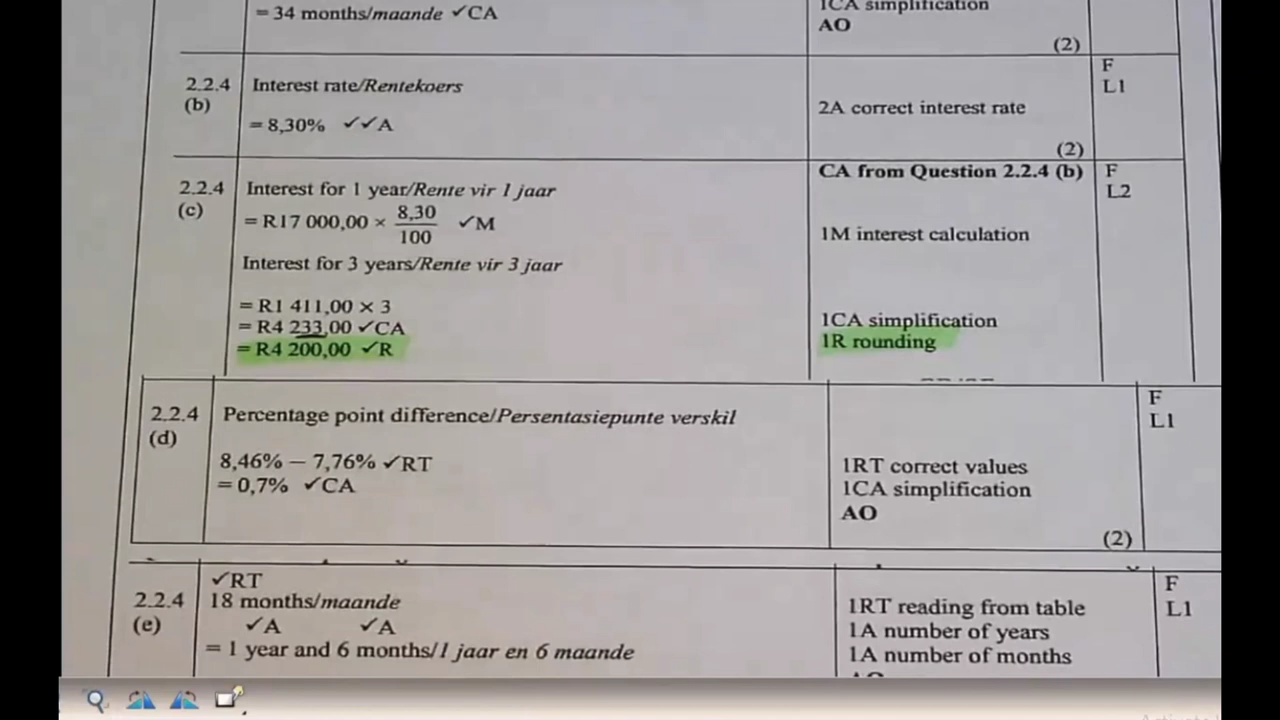 = 34 months/maande ✓CA
1CA simplification
AO
(2)
2.2.4 (b)
Interest rate/Rentekoers
= 8,30% ✓✓A
2A correct interest rate
(2)
F
L1
2.2.4 (c)
Interest for 1 year/Rente vir 1 jaar
= R17 000,00 × 8,30/100 ✓M
Interest for 3 years/Rente vir 3 jaar
= R1 411,00 × 3
= R4 233,00 ✓CA
= R4 200,00 ✓R
CA from Question 2.2.4 (b)
1M interest calculation
1CA simplification
1R rounding
F
L2
2.2.4 (d)
Percentage point difference/Persentasiepunte verskil
8,46% – 7,76% ✓RT
= 0,7% ✓CA
1RT correct values
1CA simplification
AO
(2)
F
L1
2.2.4 (e)
✓RT
18 months/maande
✓A ✓A
= 1 year and 6 months/1 jaar en 6 maande
1RT reading from table
1A number of years
1A number of months
F
L1